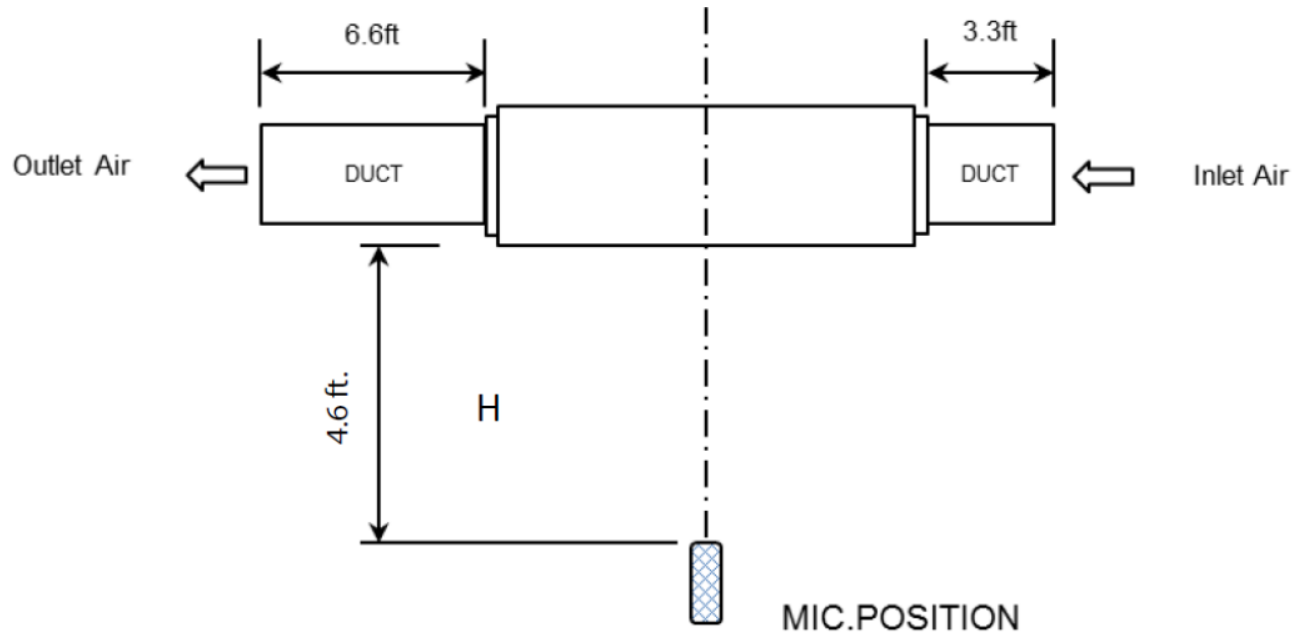 6.6ft
3.3ft
Outlet Air
DUCT
DUCT
Inlet Air
4.6 ft.
H
MIC.POSITION